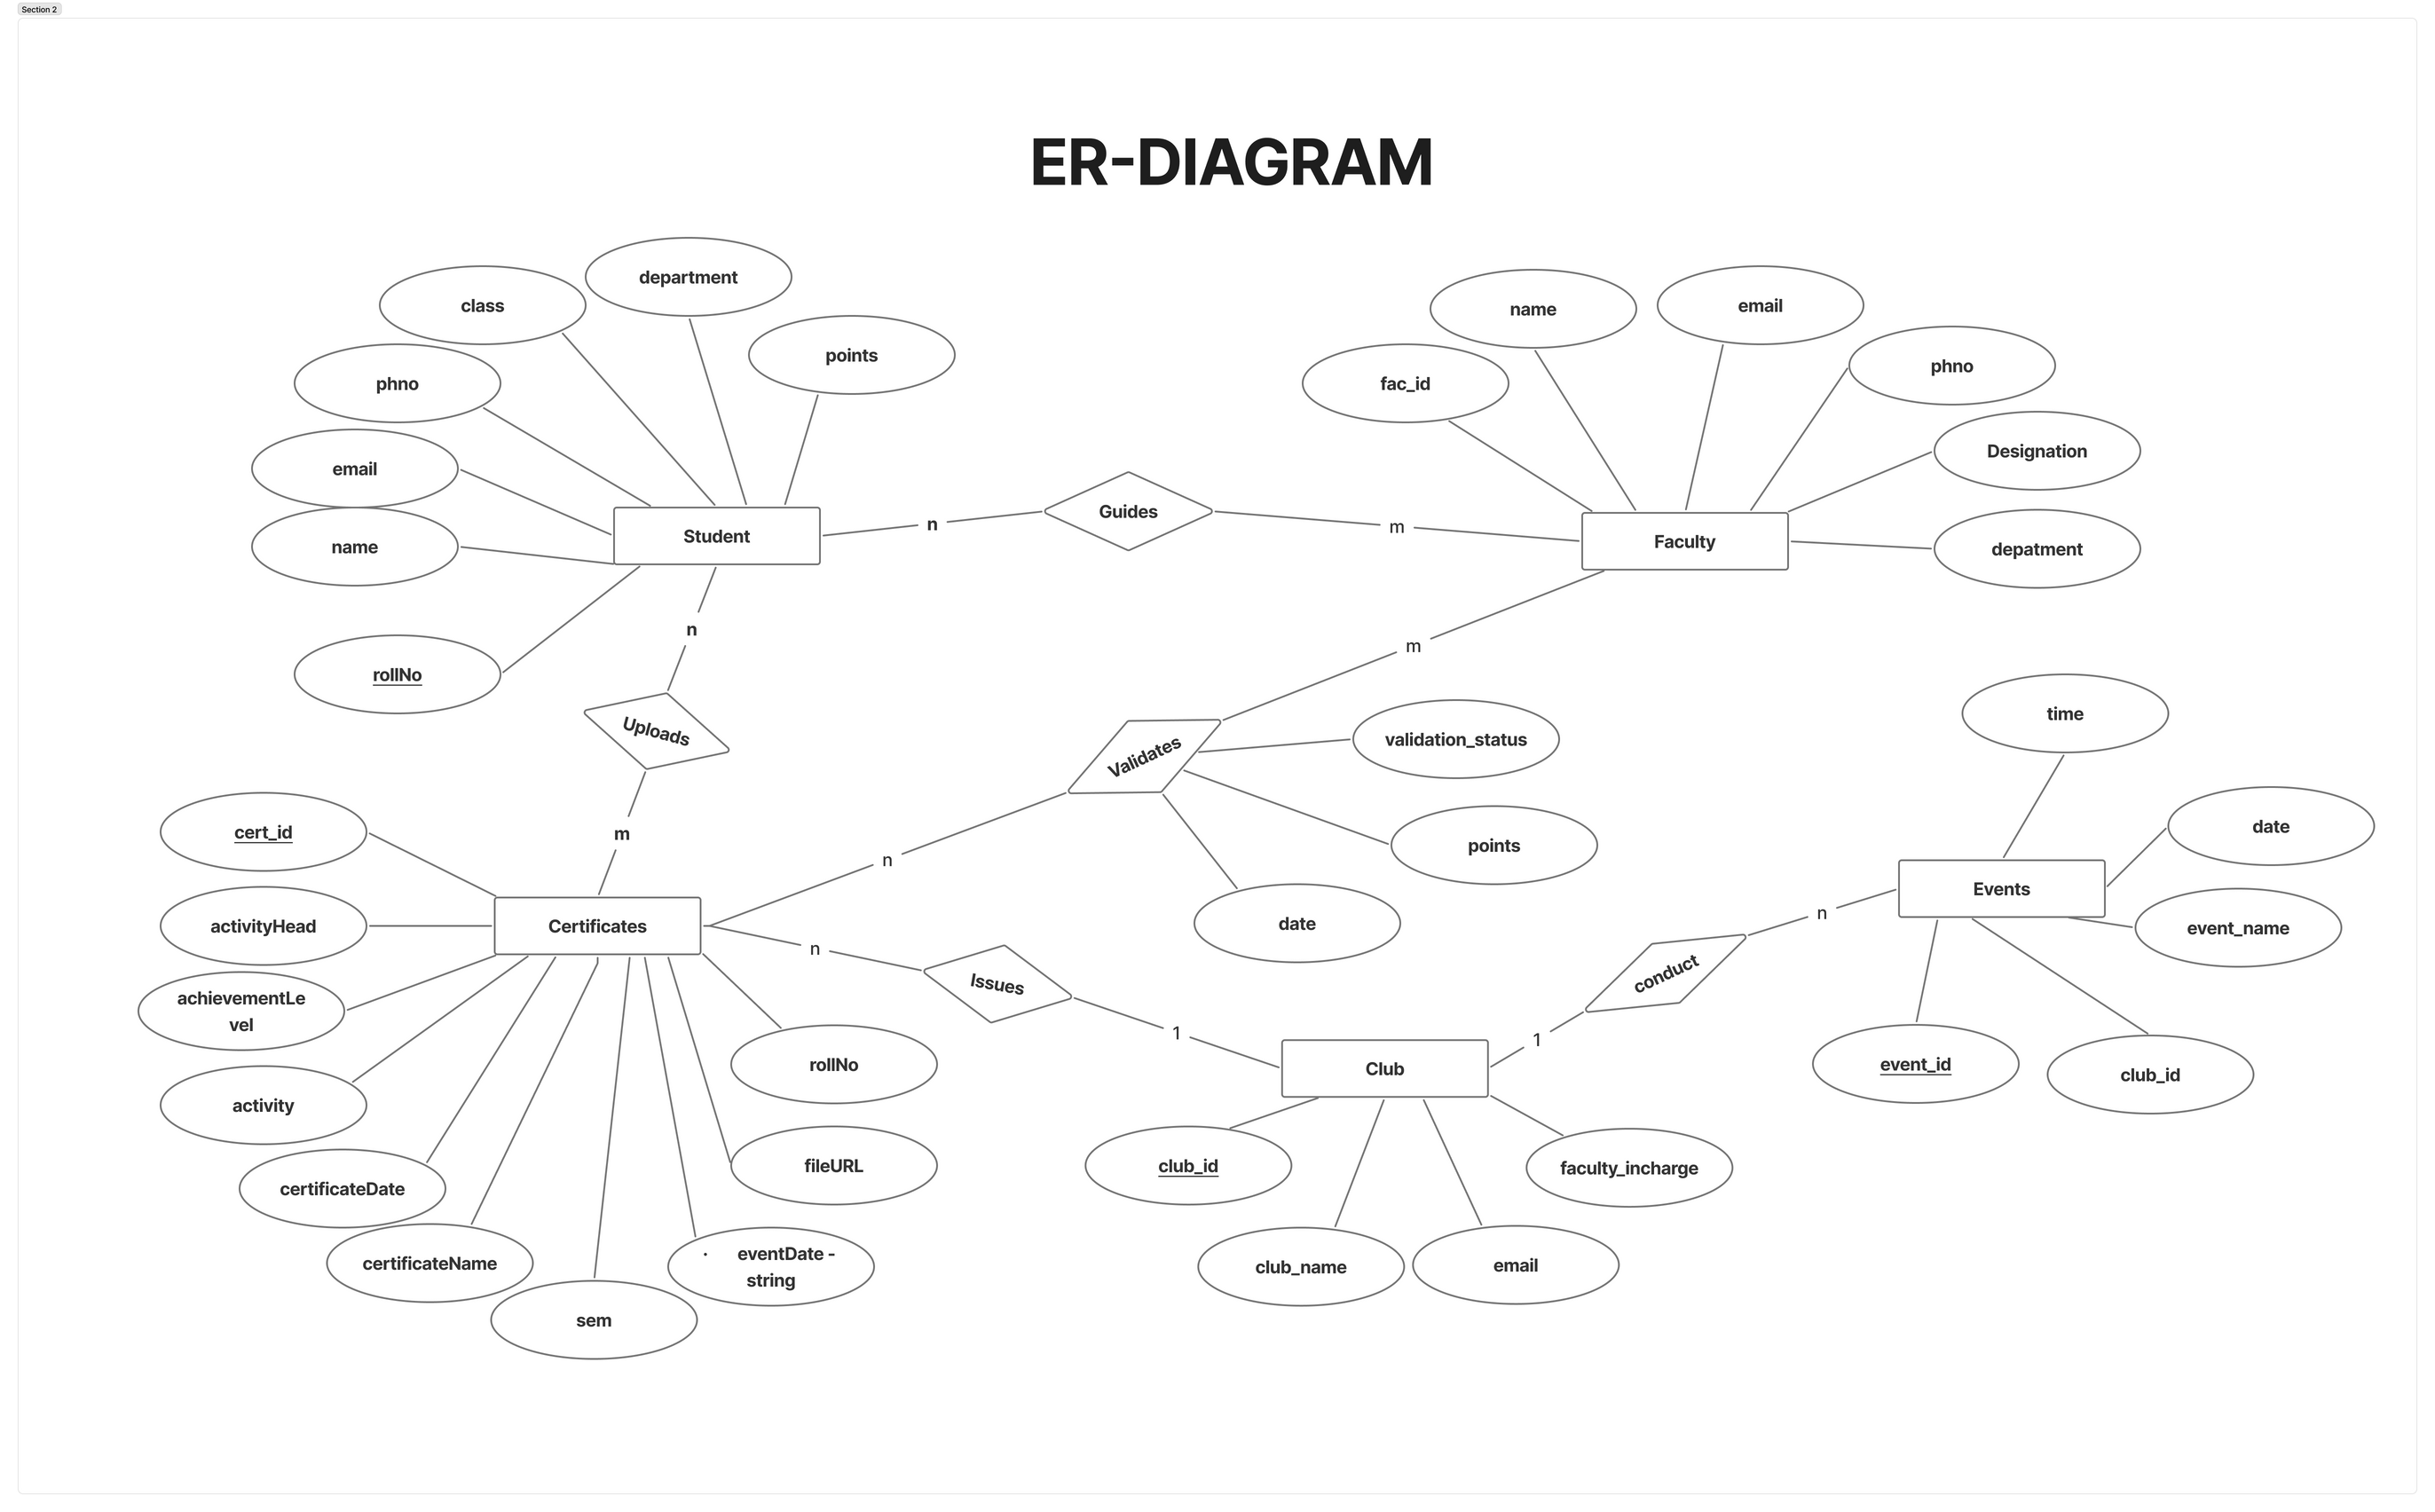 Section 2
ER-DIAGRAM
department
class
points
phno
email
name
rollNo
Student
n
Guides
m
name
email
fac_id
phno
Designation
depatment
Faculty
n
Uploads
m
m
Validates
validation_status
points
date
n
cert_id
activityHead
achievementLe
vel
activity
certificateDate
certificateName
sem
· eventDate -
string
fileURL
rollNo
Certificates
n
Issues
1
Club
club_id
club_name
email
faculty_incharge
1
conduct
n
time
date
Events
event_name
event_id
club_id